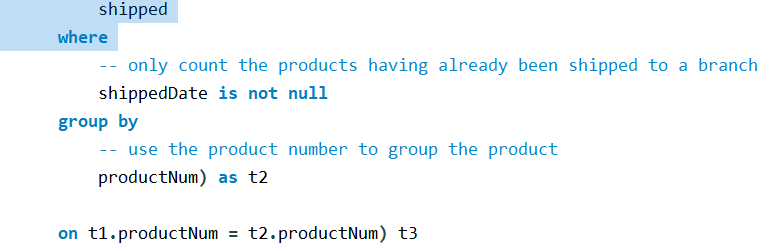 shipped
where
-- only count the products having already been shipped to a branch
shippedDate is not null
group by
-- use the product number to group the product
productNum) as t2
on t1.productNum = t2.productNum) t3